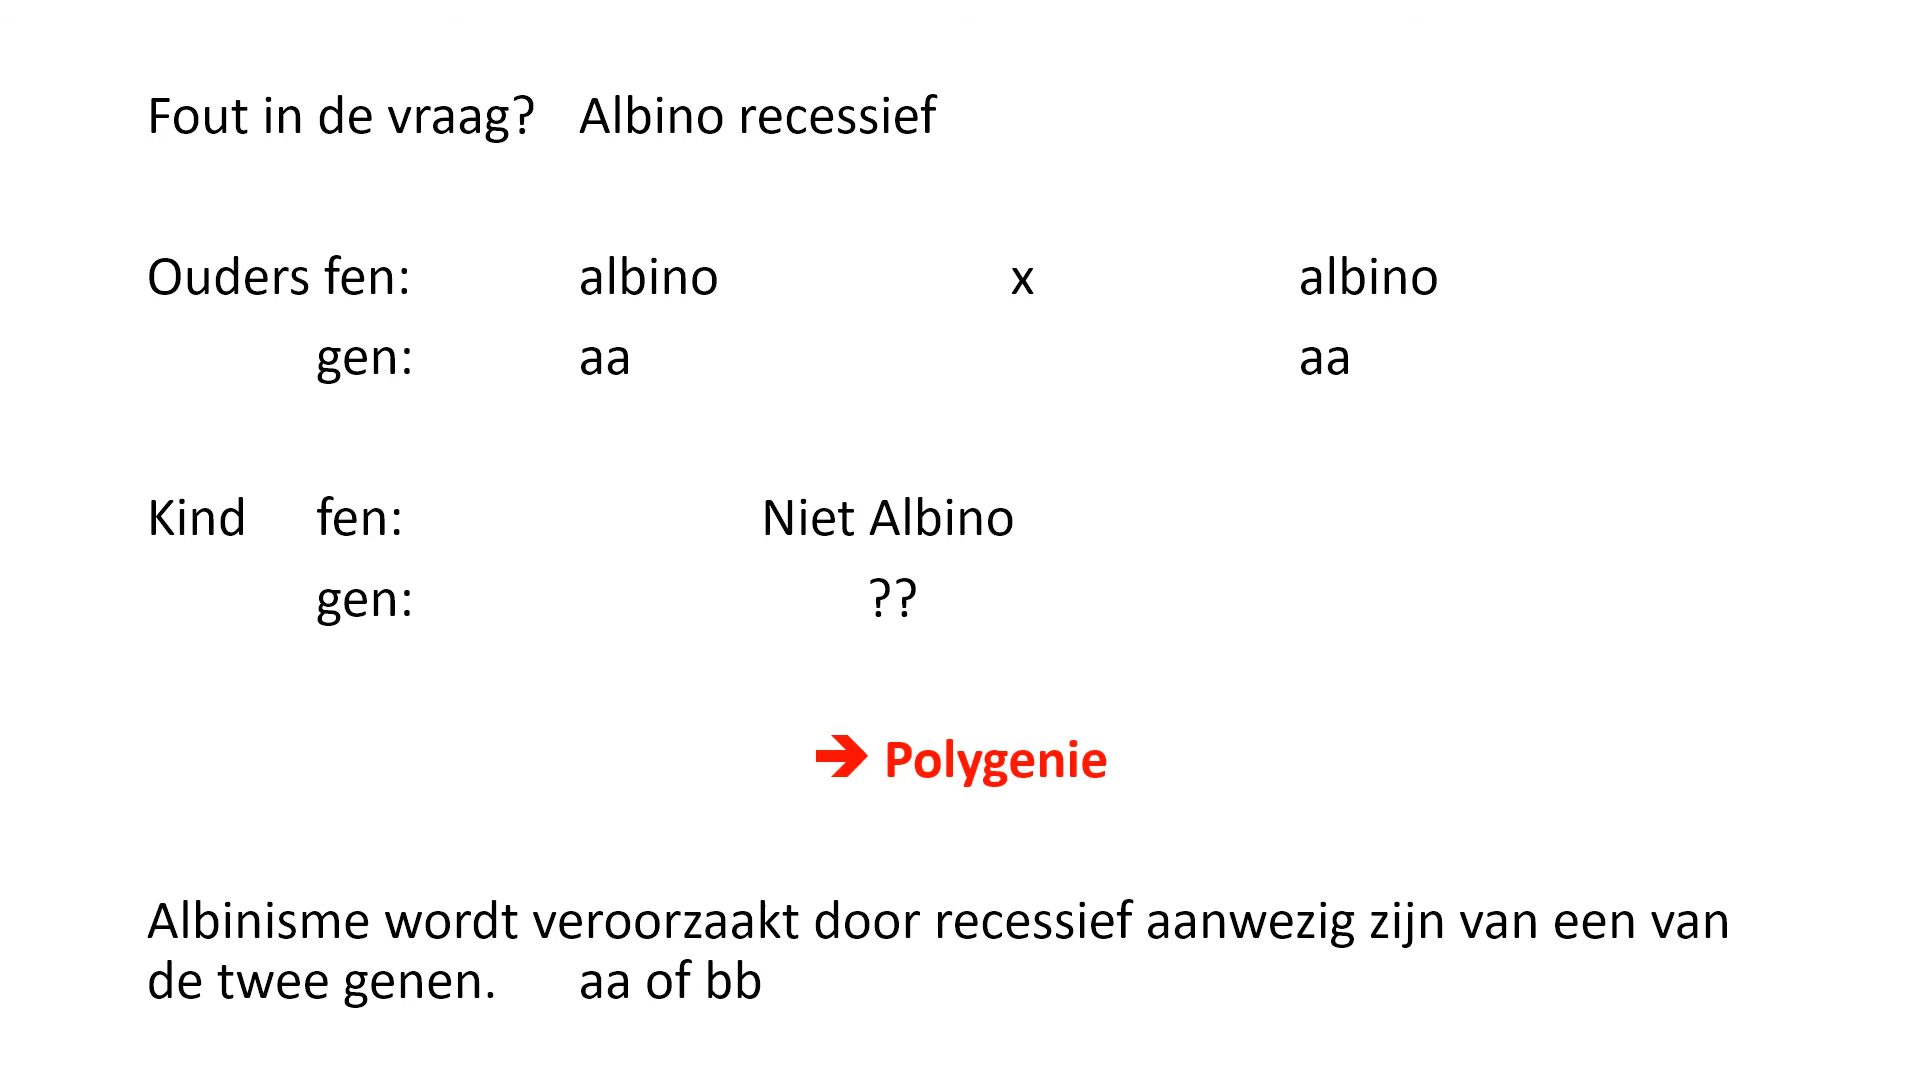 Fout in de vraag? Albino recessief
Ouders fen: albino x albino
gen: aa aa
Kind fen: Niet Albino
gen: ??
➔ Polygenie
Albinisme wordt veroorzaakt door recessief aanwezig zijn van een van
de twee genen. aa of bb